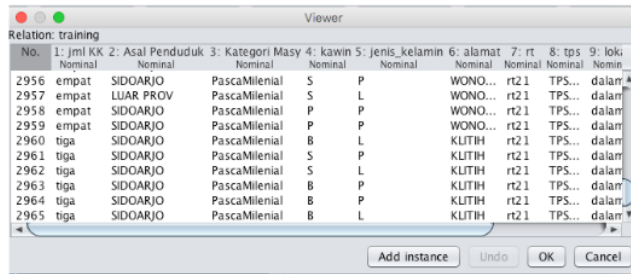 Viewer
Relation: training
No. 1: jml KK 2: Asal Penduduk 3: Kategori Masy 4: kawin 5: jenis_kelamin 6: alamat 7: rt 8: tps 9: loka
Nominal Nominal Nominal Nominal Nominal Nominal Nominal Nominal Nomin
2956 empat SIDOARJO PascaMilenial S P WONO... rt21 TPS... dalam
2957 empat LUAR PROV PascaMilenial S L WONO... rt21 TPS... dalam
2958 empat SIDOARJO PascaMilenial P P WONO... rt21 TPS... dalam
2959 empat SIDOARJO PascaMilenial P P WONO... rt21 TPS... dalam
2960 tiga SIDOARJO PascaMilenial B L KLITIH rt21 TPS... dalam
2961 tiga SIDOARJO PascaMilenial S P KLITIH rt21 TPS... dalam
2962 tiga SIDOARJO PascaMilenial S L KLITIH rt21 TPS... dalam
2963 tiga SIDOARJO PascaMilenial B P KLITIH rt21 TPS... dalam
2964 tiga SIDOARJO PascaMilenial B P KLITIH rt21 TPS... dalam
2965 tiga SIDOARJO PascaMilenial B L KLITIH rt21 TPS... dalam
Add instance Undo OK Cancel